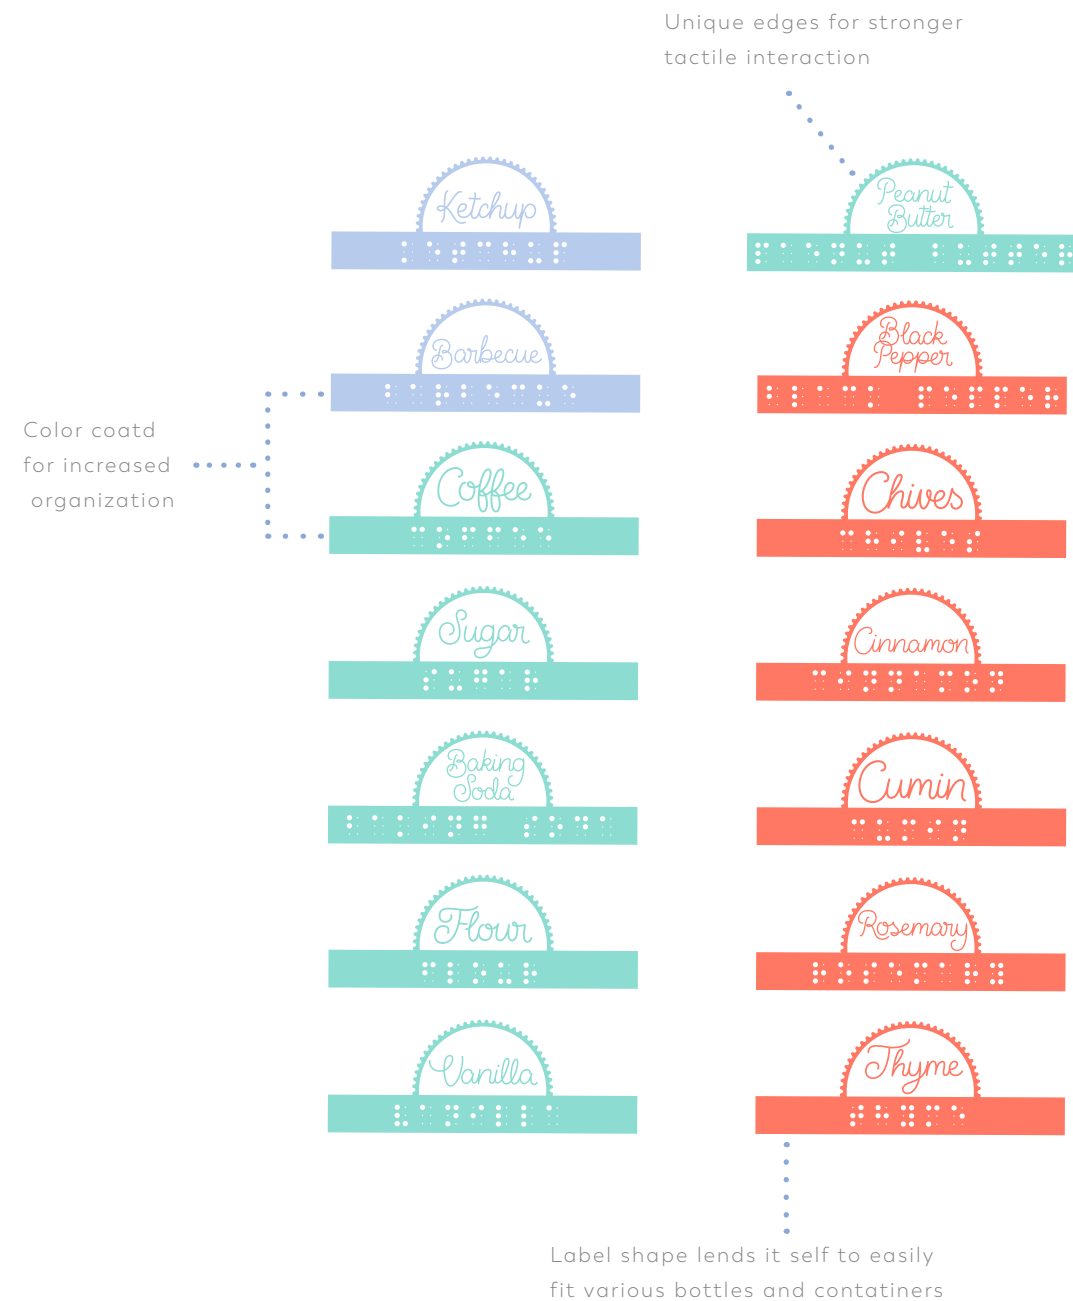 Unique edges for stronger
tactile interaction
Ketchup
Peanut
Butter
Barbecue
Black
Pepper
Color coatd
for increased
organization
Coffee
Chives
Sugar
Cinnamon
Baking
Soda
Cumin
Flour
Rosemary
Vanilla
Thyme
Label shape lends it self to easily
fit various bottles and contatiners